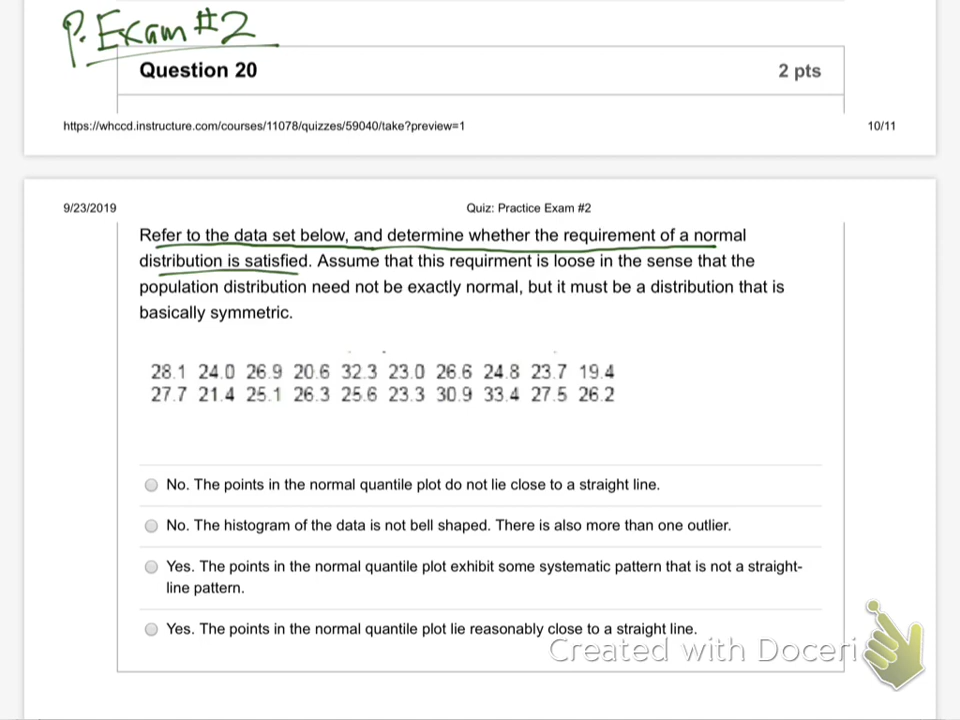 P. Exam #2
Question 20 2 pts
https://whccd.instructure.com/courses/11078/quizzes/59040/take?preview=1 10/11
9/23/2019 Quiz: Practice Exam #2
Refer to the data set below, and determine whether the requirement of a normal
distribution is satisfied. Assume that this requirment is loose in the sense that the
population distribution need not be exactly normal, but it must be a distribution that is
basically symmetric.
28.1 24.0 26.9 20.6 32.3 23.0 26.6 24.8 23.7 19.4
27.7 21.4 25.1 26.3 25.6 23.3 30.9 33.4 27.5 26.2
No. The points in the normal quantile plot do not lie close to a straight line.
No. The histogram of the data is not bell shaped. There is also more than one outlier.
Yes. The points in the normal quantile plot exhibit some systematic pattern that is not a straight-
line pattern.
Yes. The points in the normal quantile plot lie reasonably close to a straight line.
Created with Doceri